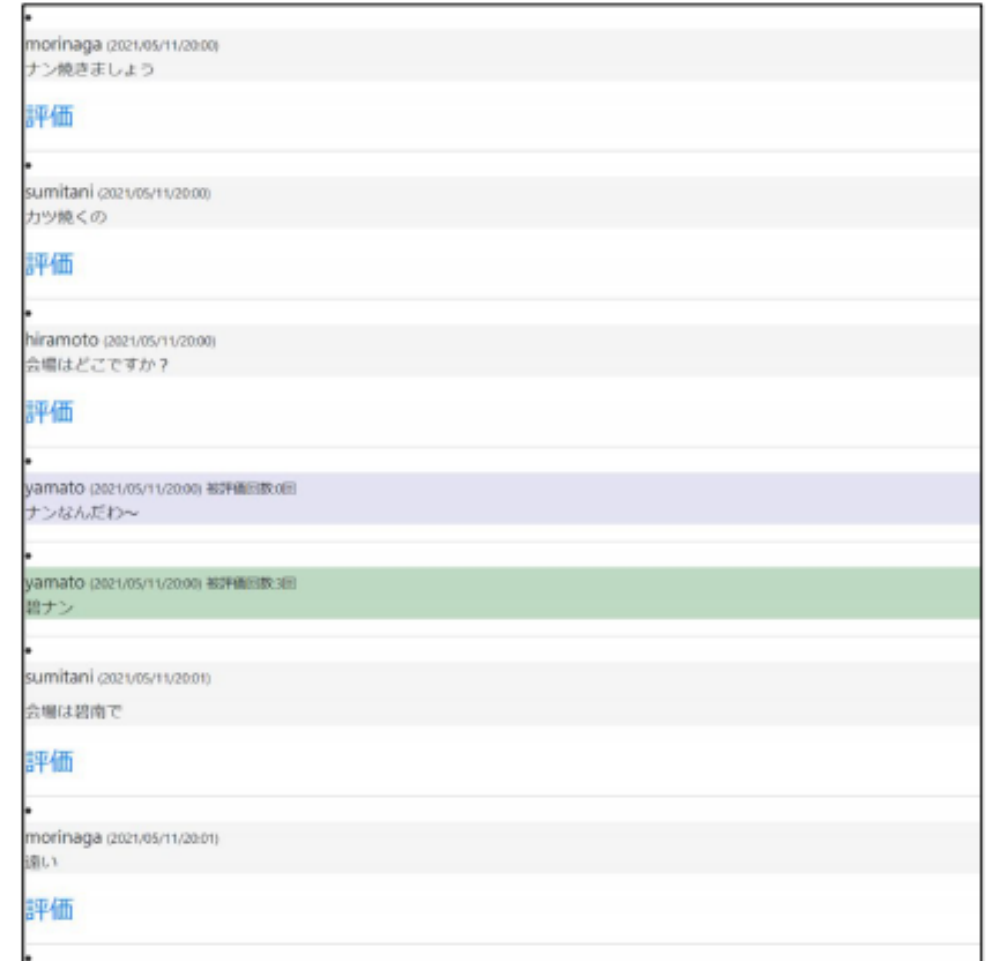 morinaga (2021/05/11/20:00)
ナン焼きましょう
評価
sumitani (2021/05/11/20:00)
カツ焼くの
評価
hiramoto (2021/05/11/20:00)
会場はどこですか？
評価
yamato (2021/05/11/20:00) 被評価回数:0回
ナンなんだわ～
yamato (2021/05/11/20:00) 被評価回数:3回
碧ナン
sumitani (2021/05/11/20:01)
会場は碧南で
評価
morinaga (2021/05/11/20:01)
遠い
評価